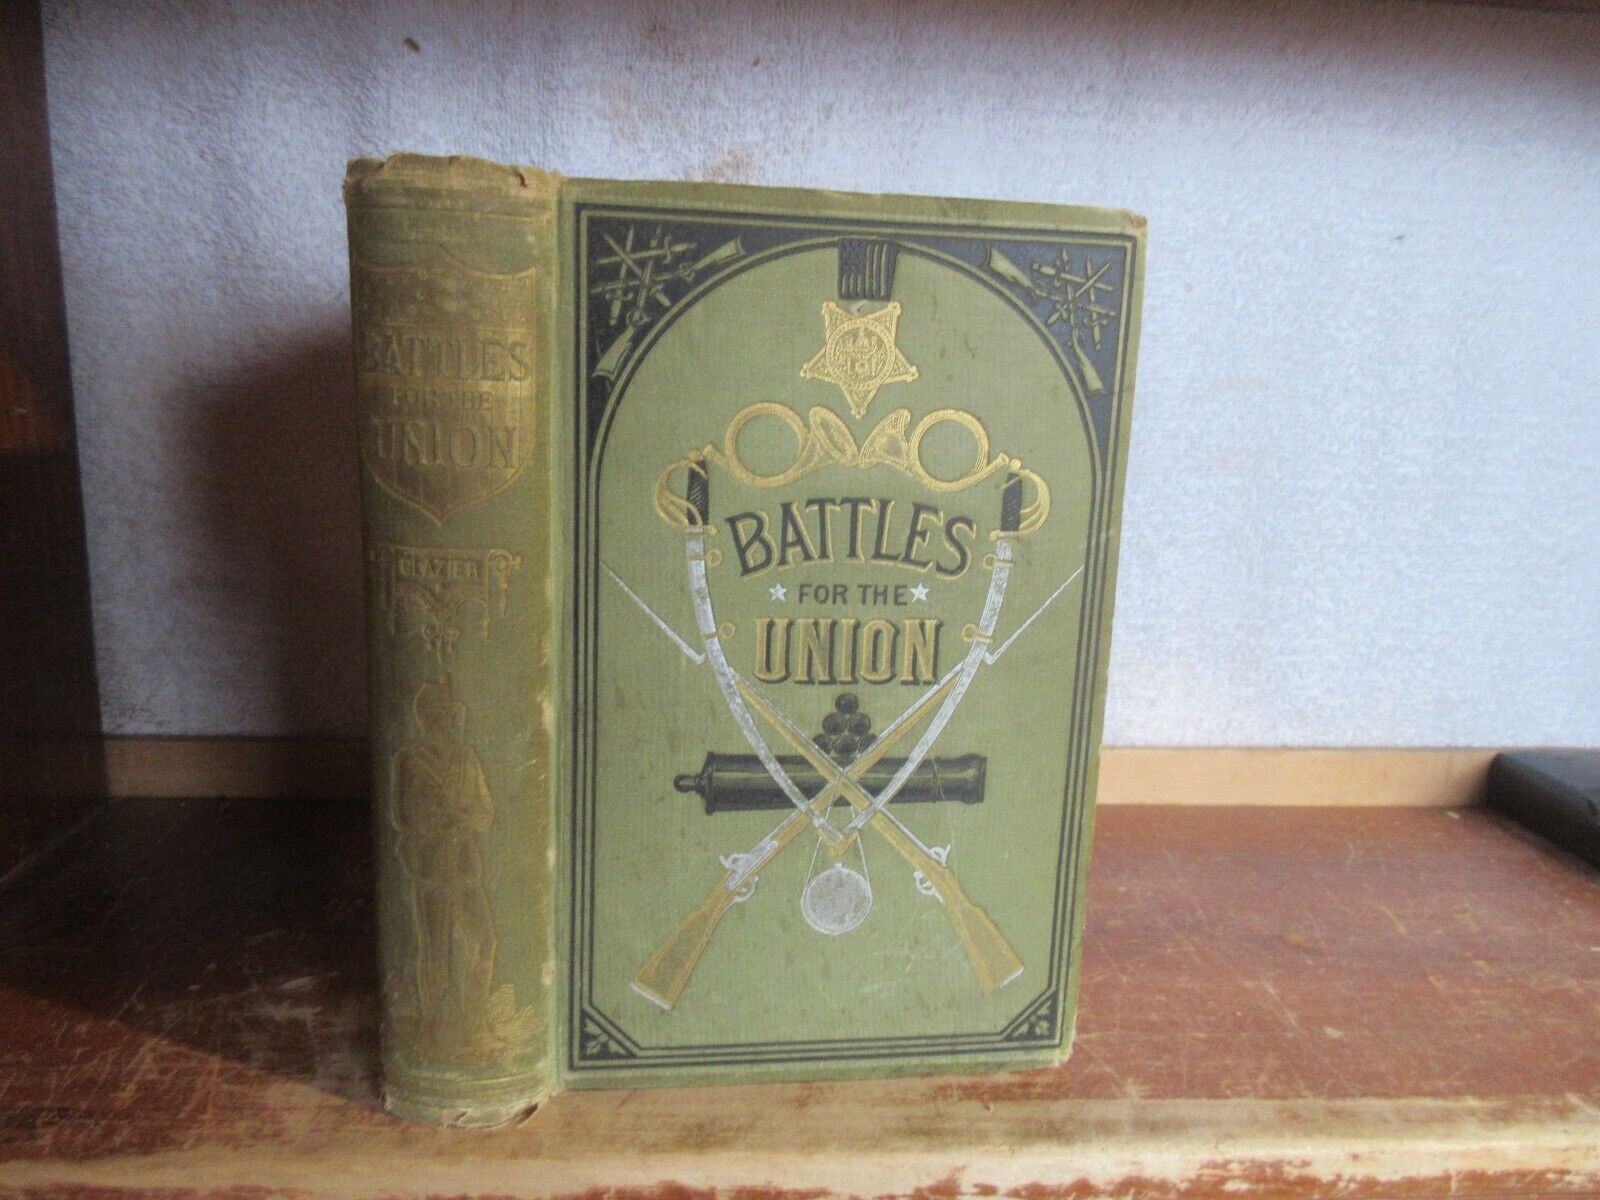 BATTLES
FOR THE
UNION
GLAZIER
BATTLES
FOR THE
UNION